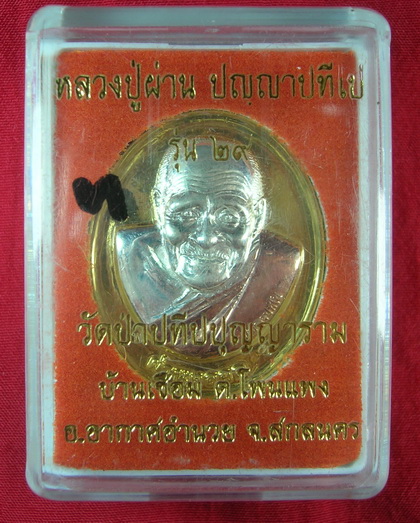 หลวงปู่ผ่าน ปญฺญาปทีโป
รุ่น ๒๙
ท
วัดป่าปทีปปุญญาราม
บ้านเซือม ต.โพนแพง
อ.อากาศอำนวย จ.สกลนคร